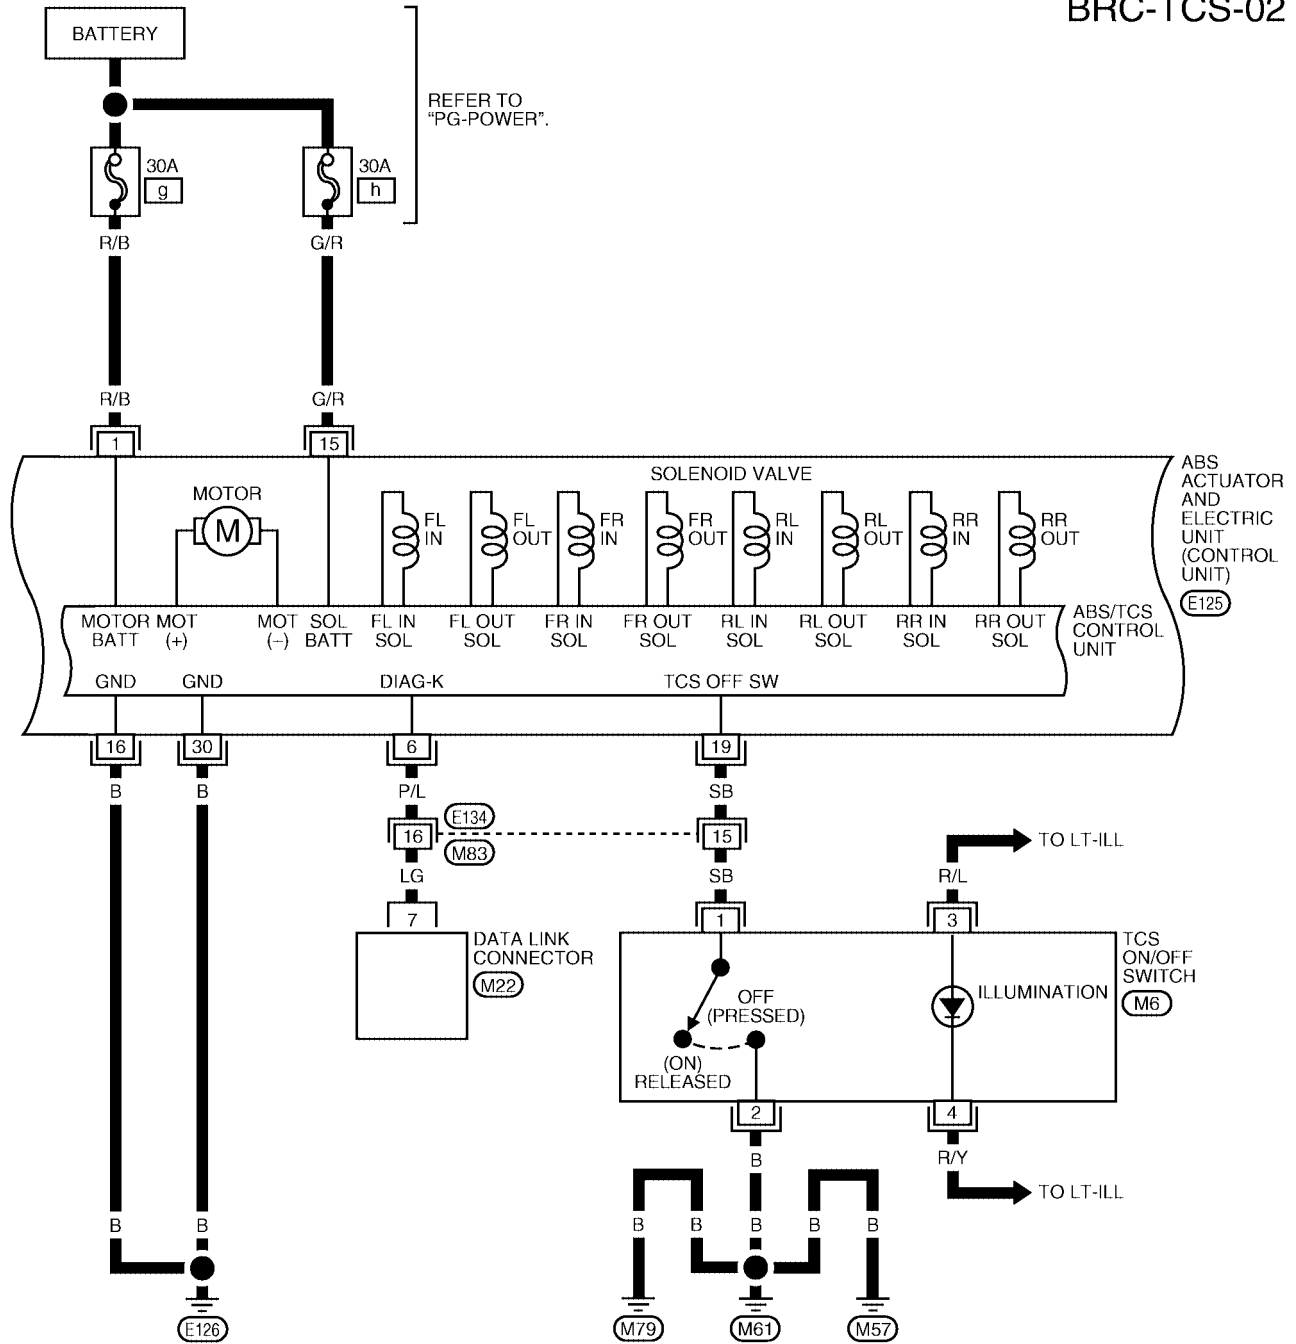 BRC-TCS-02
BATTERY
REFER TO
“PG-POWER”.
30A
g
30A
h
R/B
G/R
R/B
G/R
1
15
SOLENOID VALVE
MOTOR
M
FL
IN
FL
OUT
FR
IN
FR
OUT
RL
IN
RL
OUT
RR
IN
RR
OUT
ABS
ACTUATOR
AND
ELECTRIC
UNIT
(CONTROL
UNIT)
E125
MOTOR
BATT
MOT
(+)
MOT
(–)
SOL
BATT
FL IN
SOL
FL OUT
SOL
FR IN
SOL
FR OUT
SOL
RL IN
SOL
RL OUT
SOL
RR IN
SOL
RR OUT
SOL
ABS/TCS
CONTROL
UNIT
GND
GND
DIAG-K
TCS OFF SW
16
30
6
19
B
B
P/L
SB
16
E134
M83
15
LG
SB
R/L
TO LT-ILL
7
1
3
DATA LINK
CONNECTOR
M22
TCS
ON/OFF
SWITCH
M6
OFF
(PRESSED)
ILLUMINATION
(ON)
RELEASED
2
4
B
R/Y
TO LT-ILL
B
B
B
B
B
B
B
E126
M79
M61
M57